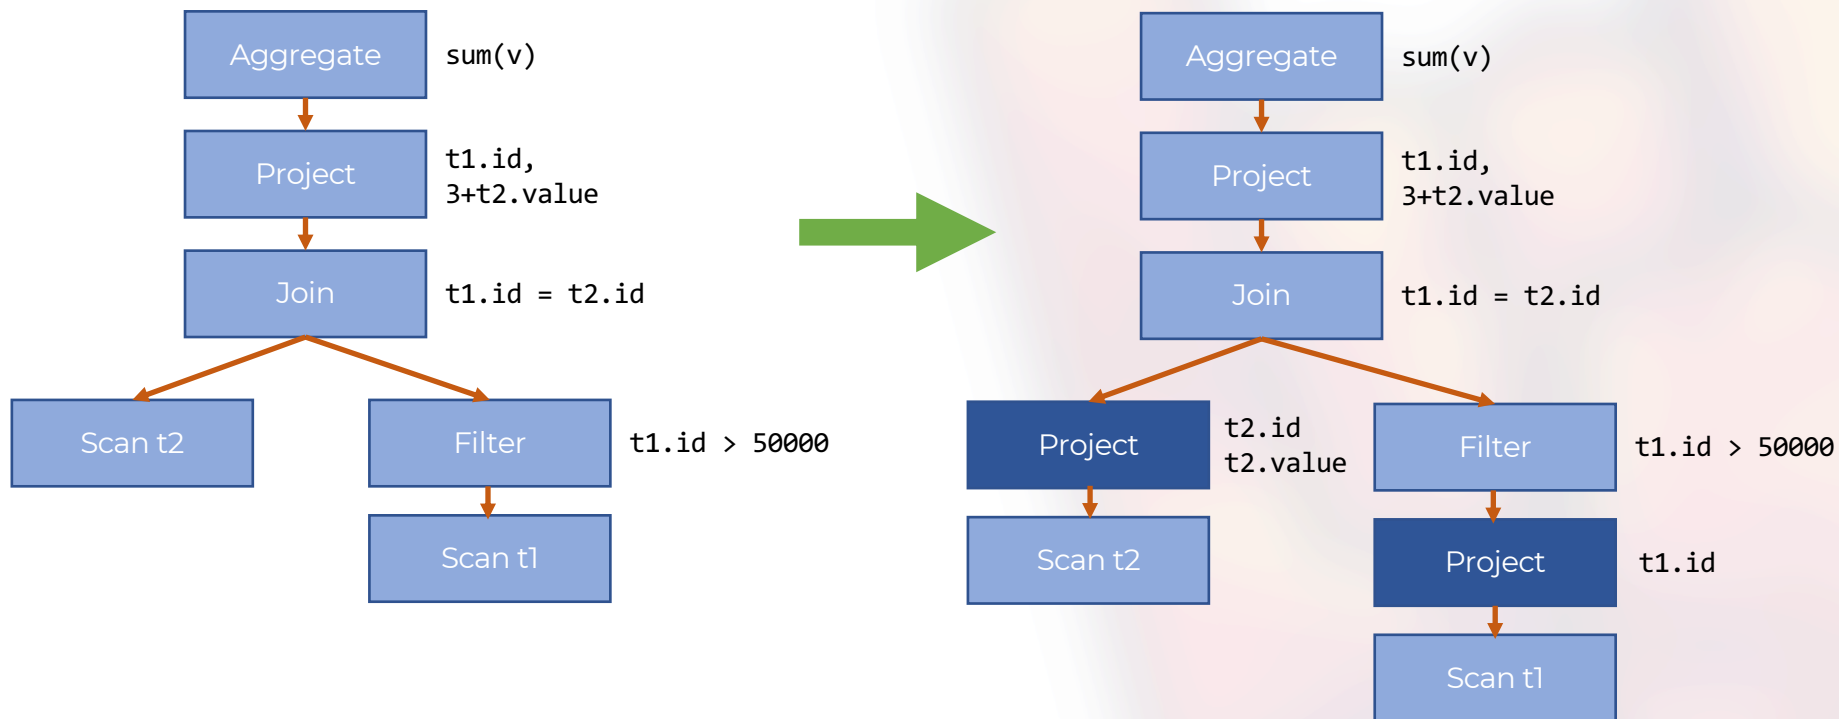 Aggregate
sum(v)
Project
t1.id,
3+t2.value
Join
t1.id = t2.id
Scan t2
Filter
t1.id > 50000
Scan t1
Aggregate
sum(v)
Project
t1.id,
3+t2.value
Join
t1.id = t2.id
Project
t2.id
t2.value
Filter
t1.id > 50000
Scan t2
Project
t1.id
Scan t1